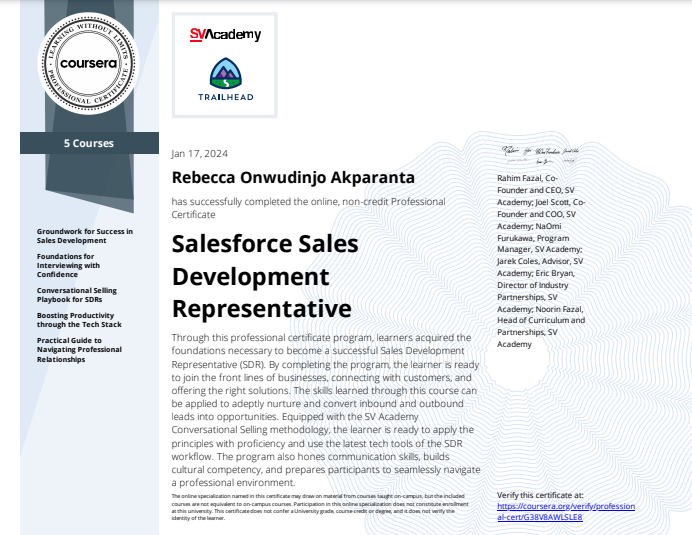 LEARNING WITHOUT LIMITS
coursera
PROFESSIONAL CERTIFICATE
5 Courses
Groundwork for Success in
Sales Development
Foundations for
Interviewing with
Confidence
Conversational Selling
Playbook for SDRs
Boosting Productivity
through the Tech Stack
Practical Guide to
Navigating Professional
Relationships
SVAcademy
TRAILHEAD
Jan 17, 2024
Rebecca Onwudinjo Akparanta
has successfully completed the online, non-credit Professional
Certificate
Salesforce Sales
Development
Representative
Through this professional certificate program, learners acquired the
foundations necessary to become a successful Sales Development
Representative (SDR). By completing the program, the learner is ready
to join the front lines of businesses, connecting with customers, and
offering the right solutions. The skills learned through this course can
be applied to adeptly nurture and convert inbound and outbound
leads into opportunities. Equipped with the SV Academy
Conversational Selling methodology, the learner is ready to apply the
principles with proficiency and use the latest tech tools of the SDR
workflow. The program also hones communication skills, builds
cultural competency, and prepares participants to seamlessly navigate
a professional environment.
The online specialization named in this certificate may draw on material from courses taught on-campus, but the included
courses are not equivalent to on-campus courses. Participation in this online specialization does not constitute enrollment
at this university. This certificate does not confer a University grade, course credit or degree, and it does not verify the
identity of the learner.
Rahim Fazal, Co-
Founder and CEO, SV
Academy; Joel Scott, Co-
Founder and COO, SV
Academy; NaOmi
Furukawa, Program
Manager, SV Academy;
Jarek Coles, Advisor, SV
Academy; Eric Bryan,
Director of Industry
Partnerships, SV
Academy; Noorin Fazal,
Head of Curriculum and
Partnerships, SV
Academy
Verify this certificate at:
https://coursera.org/verify/profession
al-cert/G38V8AWLSLE8